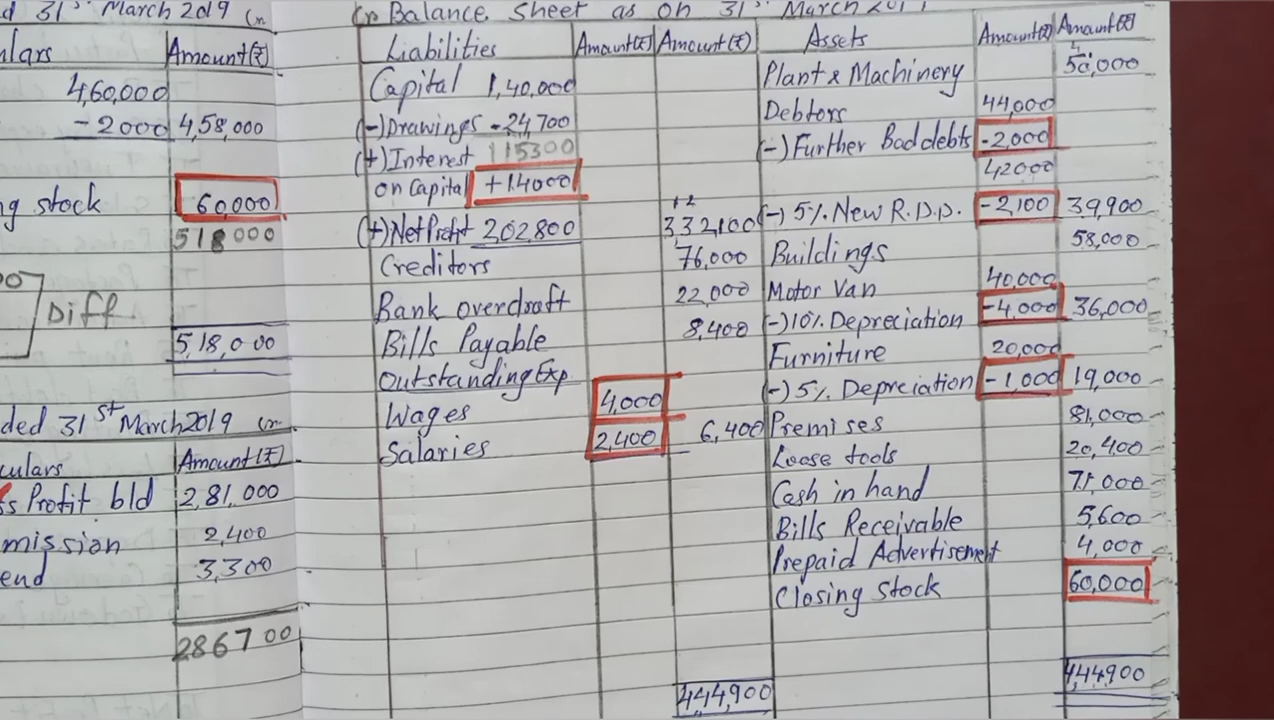 d 31st March 2019 (in
ulars Amount(₹)
4,60,000
- 2000 4,58,000
ng stock 60,000
518000
Diff
5,18,000
ded 31st March 2019 (in
culars Amount(₹)
s Profit b/d 2,81,000
mission 2,400
end 3,300
286700
Cr Balance Sheet as on 31st March
Liabilities Amount(₹) Amount(₹)
Capital 1,40,000
(-) Drawings -24,700
(+) Interest 115300
on Capital +14000
(+) Net Profit 202,800 332,100
Creditors 76,000
Bank overdraft 22,000
Bills Payable 8,400
Outstanding Exp
Wages 4,000
Salaries 2,400 6,400
444,900
Assets Amount(₹) Amount(₹)
Plant & Machinery
Debtors 44,000
(-) Further Bad debts -2,000
42000
(-) 5% New R.D.D. -2,100 39,900
Buildings 58,000
Motor Van 40,000
(-) 10% Depreciation -4,000 36,000
Furniture 20,000
(-) 5% Depreciation -1,000 19,000
Premises 81,000
Loose tools 20,400
Cash in hand
Bills Receivable 5,600
Prepaid Advertisement 4,000
Closing Stock 60,000
444900